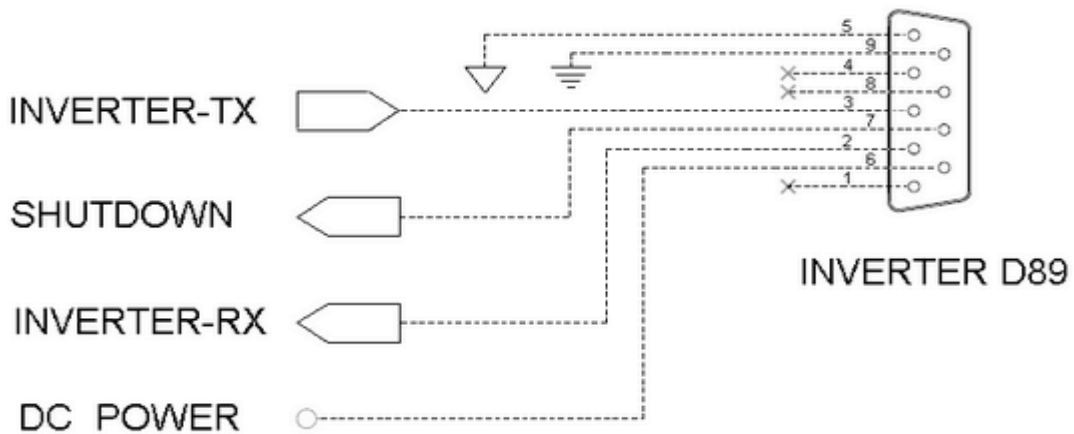 5
9
4
8
INVERTER-TX
3
7
2
6
1
SHUTDOWN
INVERTER D89
INVERTER-RX
DC POWER